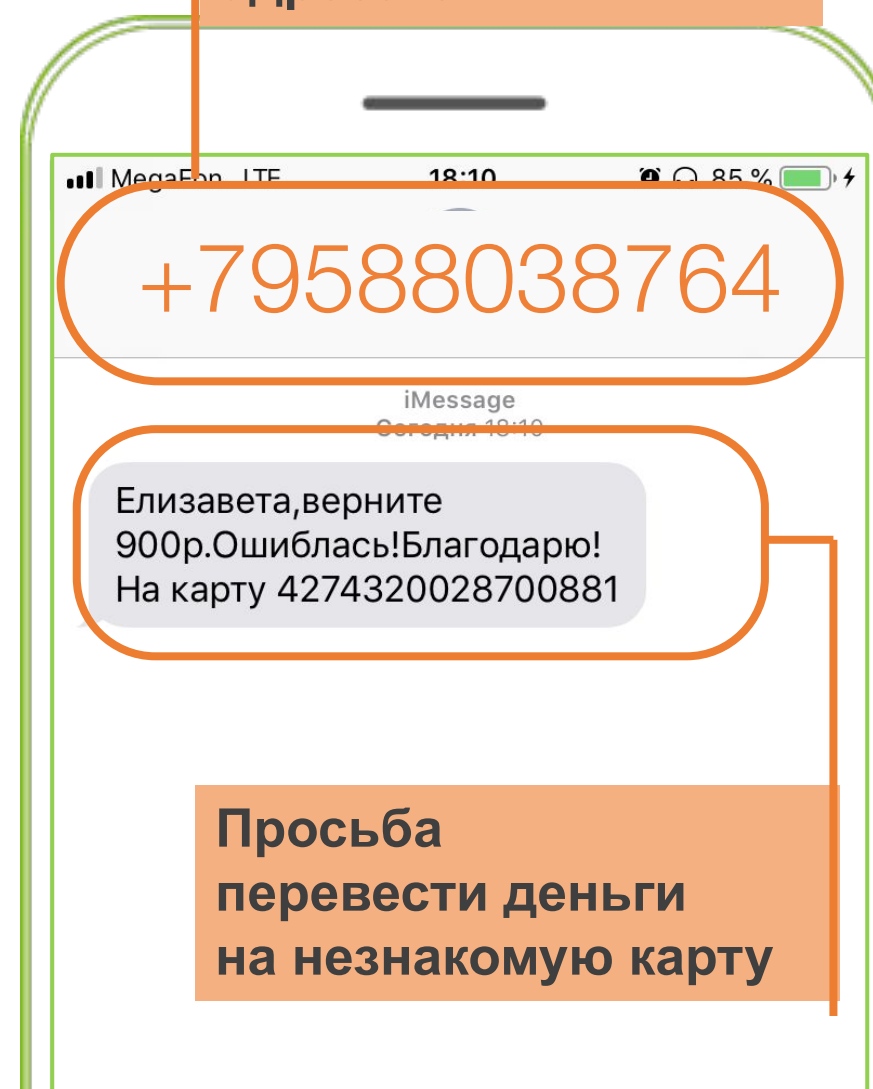 MegaFon LTE 18:10 85 %
+79588038764
iMessage
Сегодня 18:10
Елизавета,верните
900р.Ошиблась!Благодарю!
На карту 4274320028700881
Просьба
перевести деньги
на незнакомую карту